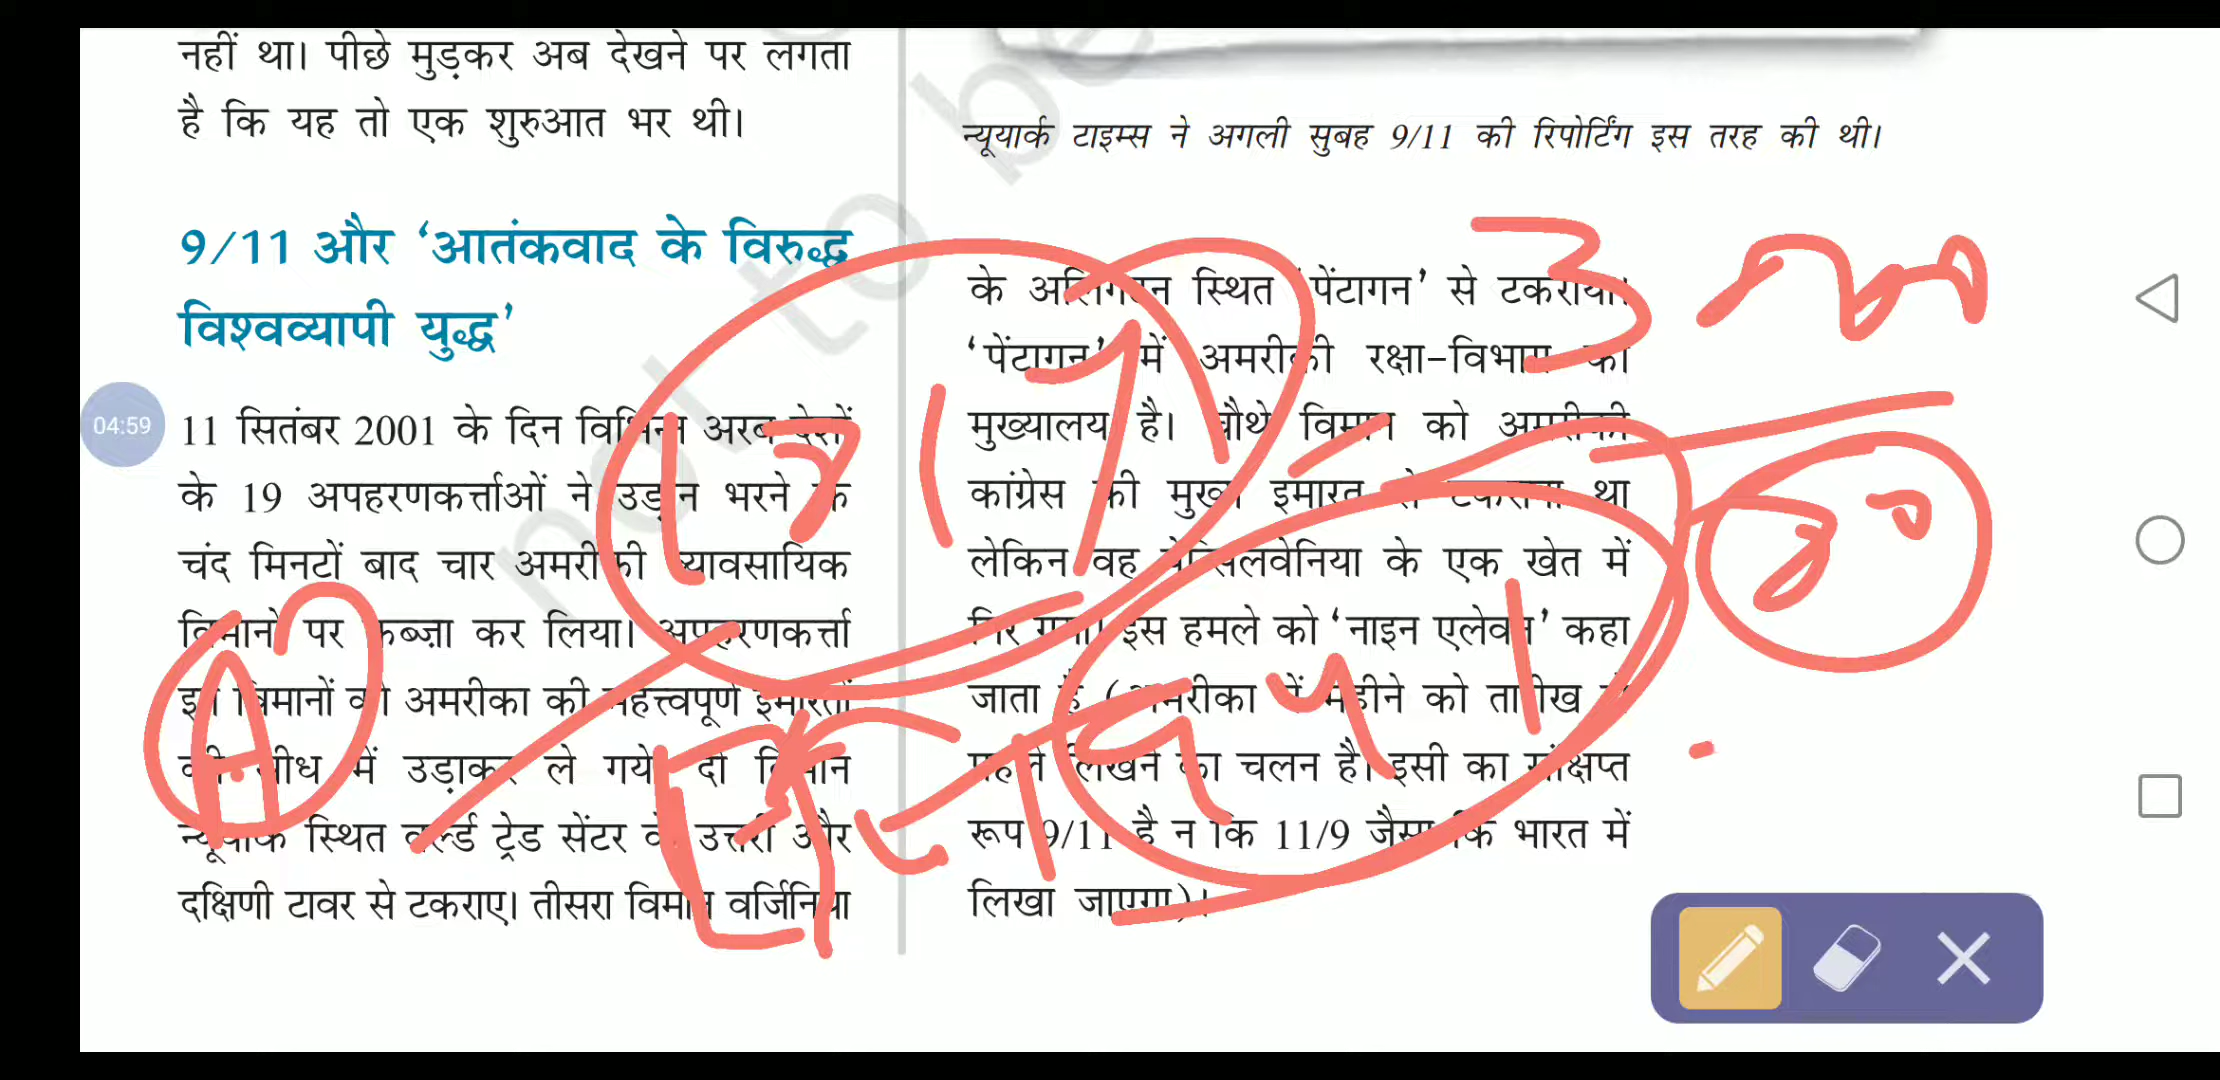 नहीं था। पीछे मुड़कर अब देखने पर लगता
है कि यह तो एक शुरुआत भर थी।
9/11 और ‘आतंकवाद के विरुद्ध
विश्वव्यापी युद्ध’
04:59
11 सितंबर 2001 के दिन विभिन्न अरब देशों
के 19 अपहरणकर्त्ताओं ने उड़ान भरने के
चंद मिनटों बाद चार अमरीकी व्यावसायिक
विमानों पर कब्ज़ा कर लिया। अपहरणकर्त्ता
इन विमानों को अमरीका की महत्त्वपूर्ण इमारतों
की सीध में उड़ाकर ले गये। दो विमान
न्यूयार्क स्थित वर्ल्ड ट्रेड सेंटर के उत्तरी और
दक्षिणी टावर से टकराए। तीसरा विमान वर्जिनिया
न्यूयार्क टाइम्स ने अगली सुबह 9/11 की रिपोर्टिंग इस तरह की थी।
के अर्लिंगटन स्थित ‘पेंटागन’ से टकराया।
‘पेंटागन’ में अमरीकी रक्षा-विभाग का
मुख्यालय है। चौथे विमान को अमरीकी
कांग्रेस की मुख्य इमारत से टकराना था
लेकिन वह पेन्सिलवेनिया के एक खेत में
गिर गया। इस हमले को ‘नाइन एलेवन’ कहा
जाता है (अमरीका में महीने को तारीख से
पहले लिखने का चलन है। इसी का संक्षिप्त
रूप 9/11 है न कि 11/9 जैसा कि भारत में
लिखा जाएगा)।
not to be